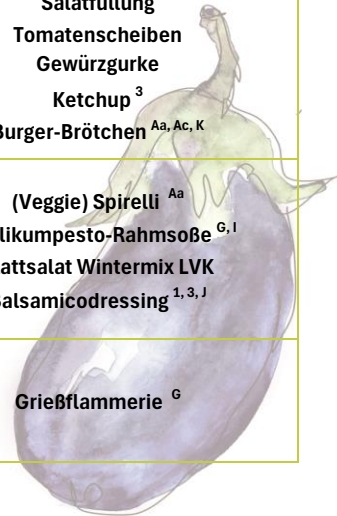 Salatfüllung
Tomatenscheiben
Gewürzgurke
Ketchup ³
Burger-Brötchen ᴬᵃ, ᴬᶜ, ᴷ
(Veggie) Spirelli ᴬᵃ
likumpesto-Rahmsoße ᴳ, ᴵ
attsalat Wintermix LVK
Balsamicodressing ¹, ³, ᴶ
Grießflammerie ᴳ